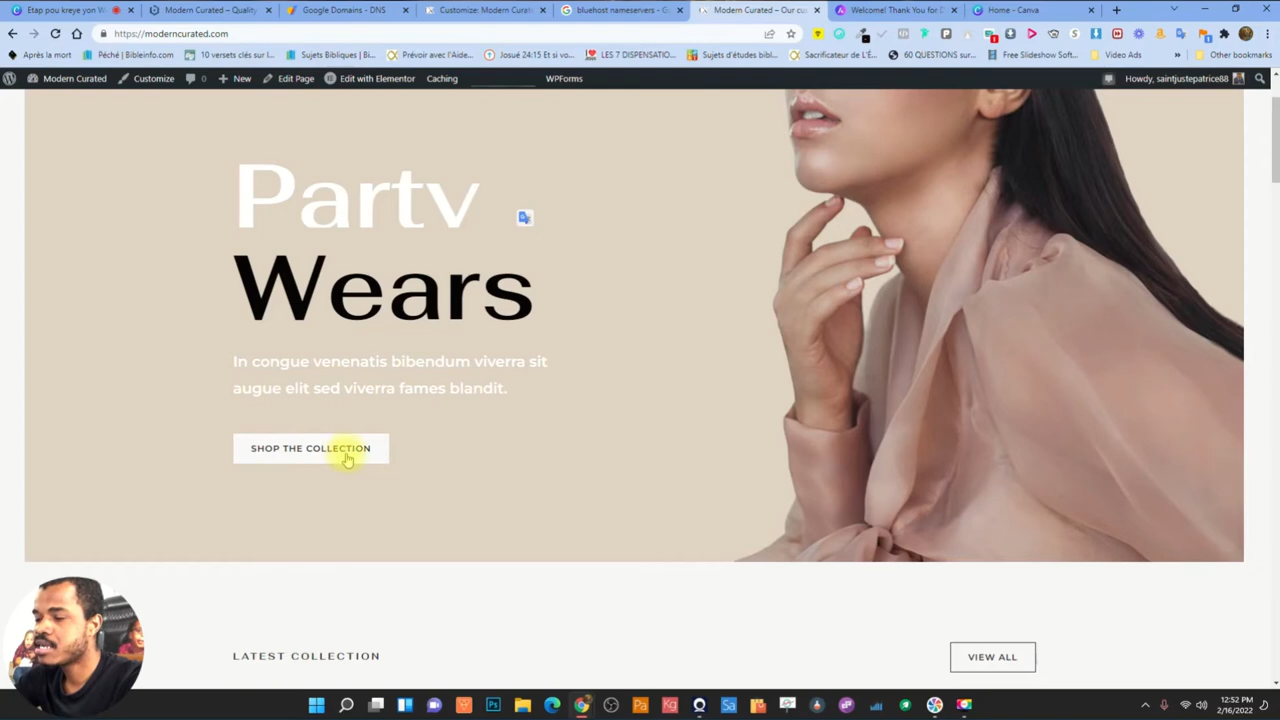 Etap pou kreye yon W
Modern Curated – Quality
Google Domains - DNS
Customize: Modern Curat
bluehost nameservers - G
Modern Curated – Our cu
Welcome! Thank You for D
Home - Canva
https://moderncurated.com
Après la mort
Péché | Bibleinfo.com
10 versets clés sur l...
Sujets Bibliques | Bi...
Prévoir avec l'Aide...
Josué 24:15 Et si vo...
LES 7 DISPENSATIO...
Sujets d'études bibl...
Sacrificateur de L'É...
60 QUESTIONS sur...
Free Slideshow Soft...
Video Ads
Other bookmarks
Modern Curated
Customize
0
New
Edit Page
Edit with Elementor
Caching
WPForms
Howdy, saintjustepatrice88
Party
Wears
In congue venenatis bibendum viverra sit
augue elit sed viverra fames blandit.
SHOP THE COLLECTION
LATEST COLLECTION
VIEW ALL
12:52 PM
2/16/2022